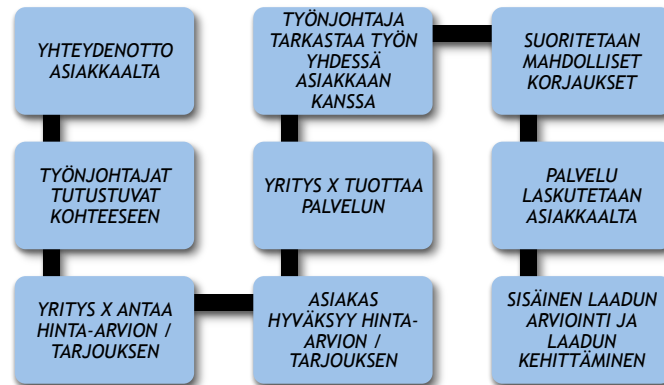 YHTEYDENOTTO
ASIAKKAALTA
TYÖNJOHTAJAT
TUTUSTUVAT
KOHTEESEEN
YRITYS X ANTAA
HINTA-ARVION /
TARJOUKSEN
ASIAKAS
HYVÄKSYY HINTA-
ARVION /
TARJOUKSEN
YRITYS X TUOTTAA
PALVELUN
TYÖNJOHTAJA
TARKASTAA TYÖN
YHDESSÄ
ASIAKKAAN
KANSSA
SUORITETAAN
MAHDOLLISET
KORJAUKSET
PALVELU
LASKUTETAAN
ASIAKKAALTA
SISÄINEN LAADUN
ARVIOINTI JA
LAADUN
KEHITTÄMINEN